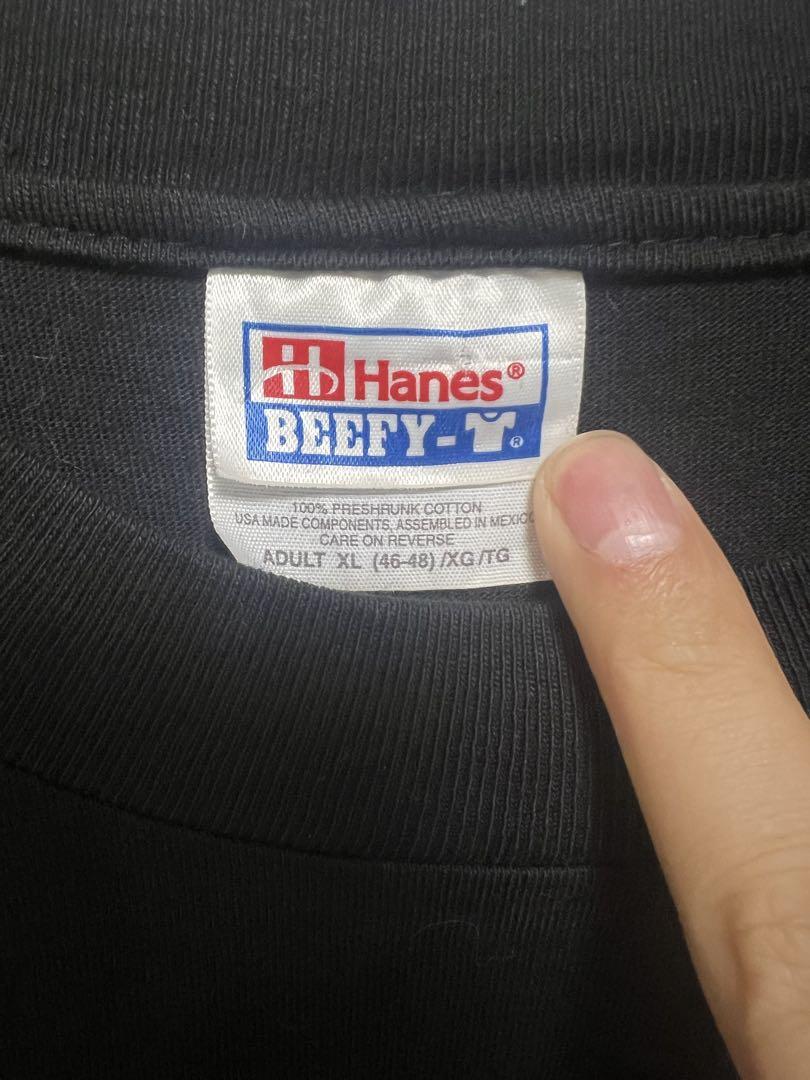 Hanes®
BEEFY-T®
100% PRESHRUNK COTTON
USA MADE COMPONENTS, ASSEMBLED IN MEXICO
CARE ON REVERSE
ADULT XL (46-48) /XG /TG